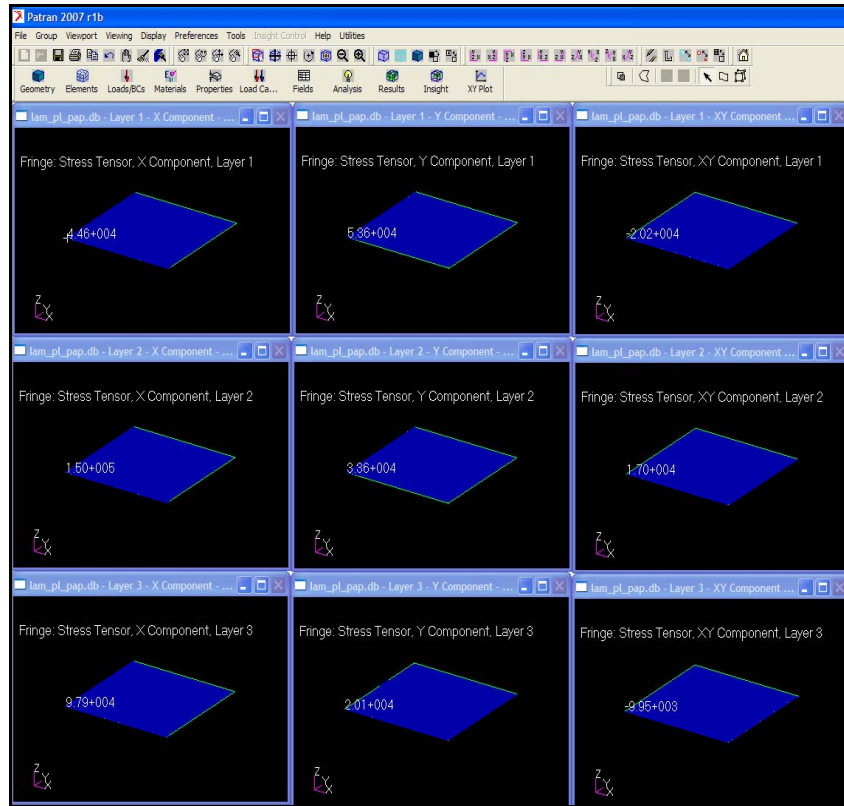 Patran 2007 r1b
File Group Viewport Viewing Display Preferences Tools Insight Control Help Utilities
Geometry Elements Loads/BCs Materials Properties Load Ca... Fields Analysis Results Insight XY Plot
lam_pl_pap.db - Layer 1 - X Component - ...
Fringe: Stress Tensor, X Component, Layer 1
4.46+004
Z
Y
X
lam_pl_pap.db - Layer 1 - Y Component - ...
Fringe: Stress Tensor, Y Component, Layer 1
5.36+004
Z
Y
X
lam_pl_pap.db - Layer 1 - XY Component ...
Fringe: Stress Tensor, XY Component, Layer 1
-2.02+004
Z
Y
X
lam_pl_pap.db - Layer 2 - X Component - ...
Fringe: Stress Tensor, X Component, Layer 2
1.50+005
Z
Y
X
lam_pl_pap.db - Layer 2 - Y Component - ...
Fringe: Stress Tensor, Y Component, Layer 2
3.36+004
Z
Y
X
lam_pl_pap.db - Layer 2 - XY Component ...
Fringe: Stress Tensor, XY Component, Layer 2
1.70+004
Z
Y
X
lam_pl_pap.db - Layer 3 - X Component - ...
Fringe: Stress Tensor, X Component, Layer 3
9.79+004
Z
Y
X
lam_pl_pap.db - Layer 3 - Y Component - ...
Fringe: Stress Tensor, Y Component, Layer 3
2.01+004
Z
Y
X
lam_pl_pap.db - Layer 3 - XY Component ...
Fringe: Stress Tensor, XY Component, Layer 3
-9.95+003
Z
Y
X